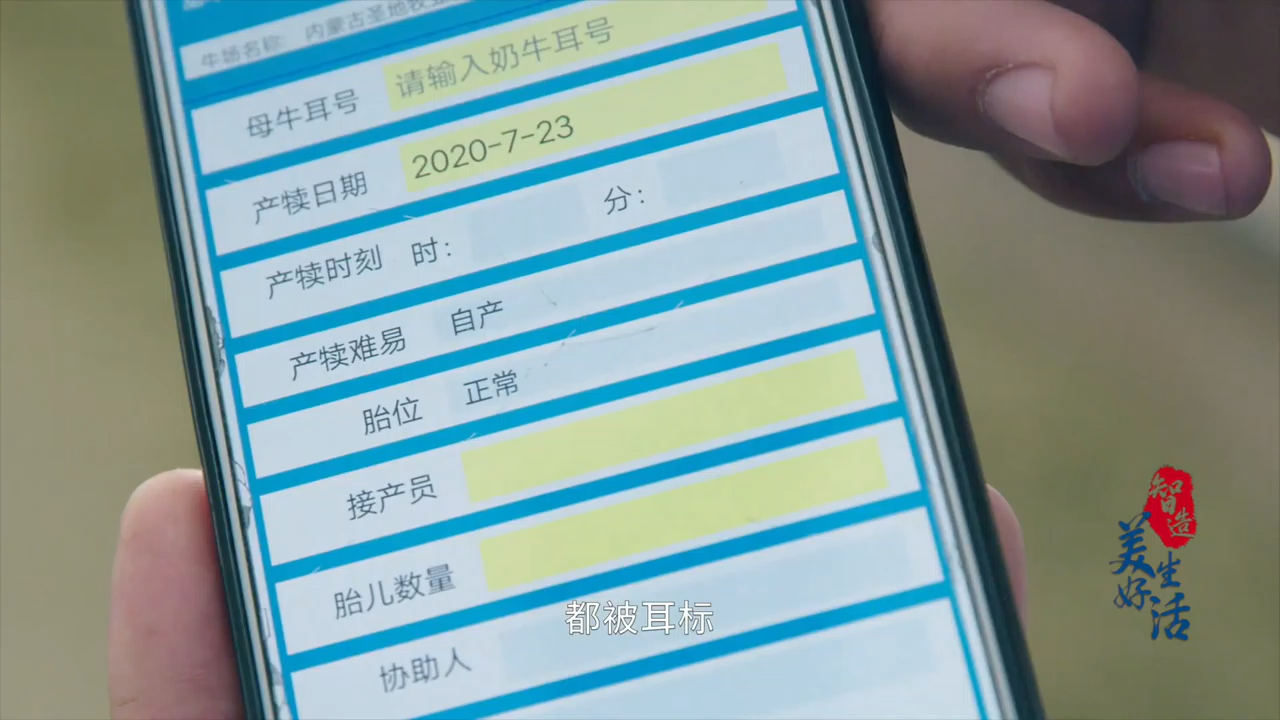 牛场名称: 内蒙古圣地牧业
母牛耳号 请输入奶牛耳号
产犊日期 2020-7-23
产犊时刻 时: 分:
产犊难易 自产
胎位 正常
接产员
胎儿数量
协助人
都被耳标
智造
美好生活